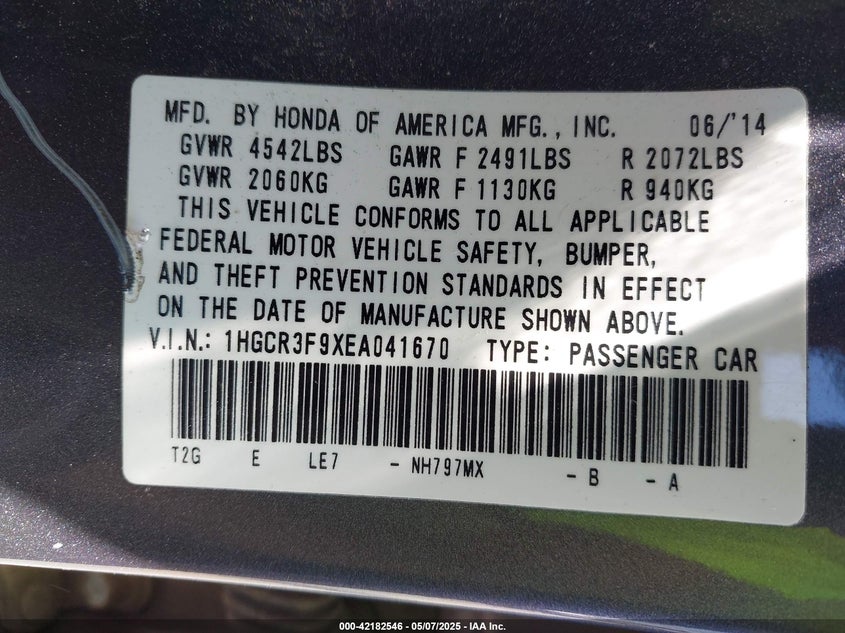 MFD. BY HONDA OF AMERICA MFG., INC. 06/'14
GVWR 4542LBS GAWR F 2491LBS R 2072LBS
GVWR 2060KG GAWR F 1130KG R 940KG
THIS VEHICLE CONFORMS TO ALL APPLICABLE
FEDERAL MOTOR VEHICLE SAFETY, BUMPER,
AND THEFT PREVENTION STANDARDS IN EFFECT
ON THE DATE OF MANUFACTURE SHOWN ABOVE.
V.I.N.: 1HGCR3F9XEA041670 TYPE: PASSENGER CAR
T2G E LE7 - NH797MX - B - A
000-42182546 - 05/07/2025 - IAA Inc.